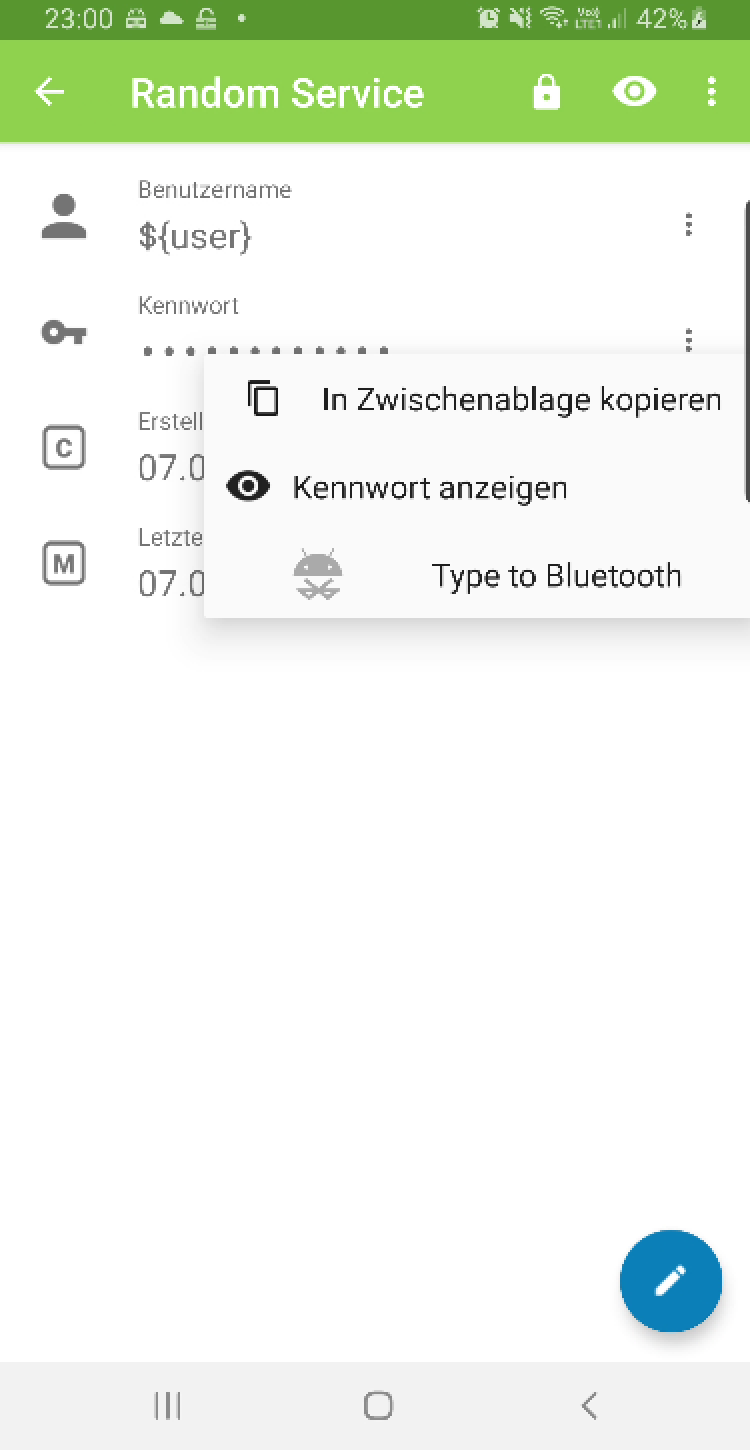 23:00
42%
Random Service
Benutzername
${user}
Kennwort
In Zwischenablage kopieren
Erstell
C
07.0
Kennwort anzeigen
Letzte
M
07.0
Type to Bluetooth